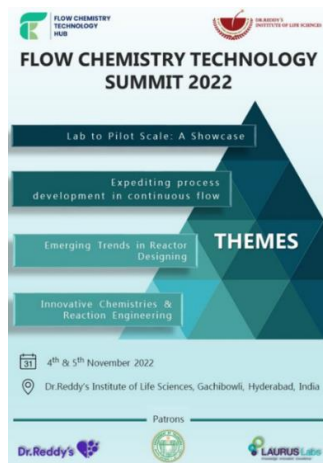 FLOW CHEMISTRY
TECHNOLOGY
HUB
DR.REDDY'S
INSTITUTE OF LIFE SCIENCES
FLOW CHEMISTRY TECHNOLOGY
SUMMIT 2022
Lab to Pilot Scale: A Showcase
Expediting process
development in continuous flow
Emerging Trends in Reactor
Designing
THEMES
Innovative Chemistries &
Reaction Engineering
31
4th & 5th November 2022
Dr.Reddy's Institute of Life Sciences, Gachibowli, Hyderabad, India
Patrons
Dr.Reddy's
LAURUS Labs